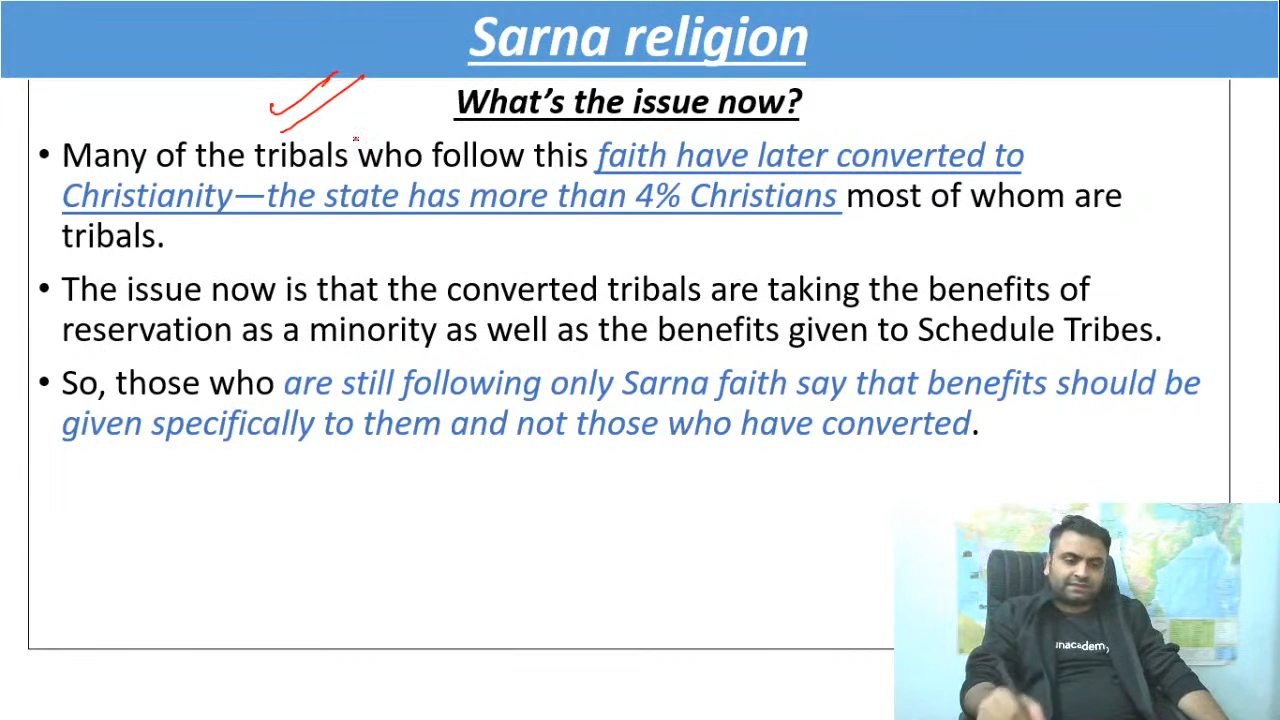 Sarna religion
What's the issue now?
• Many of the tribals who follow this faith have later converted to
Christianity—the state has more than 4% Christians most of whom are
tribals.
• The issue now is that the converted tribals are taking the benefits of
reservation as a minority as well as the benefits given to Schedule Tribes.
• So, those who are still following only Sarna faith say that benefits should be
given specifically to them and not those who have converted.
unacademy